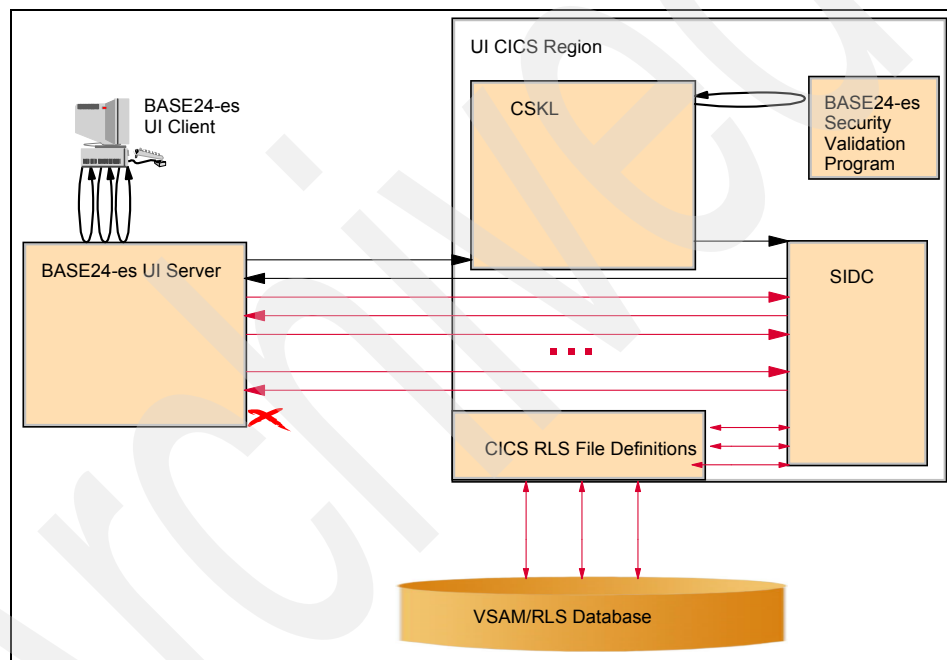 UI CICS Region
BASE24-es
UI Client
CSKL
BASE24-es
Security
Validation
Program
BASE24-es UI Server
SIDC
CICS RLS File Definitions
VSAM/RLS Database
Archived